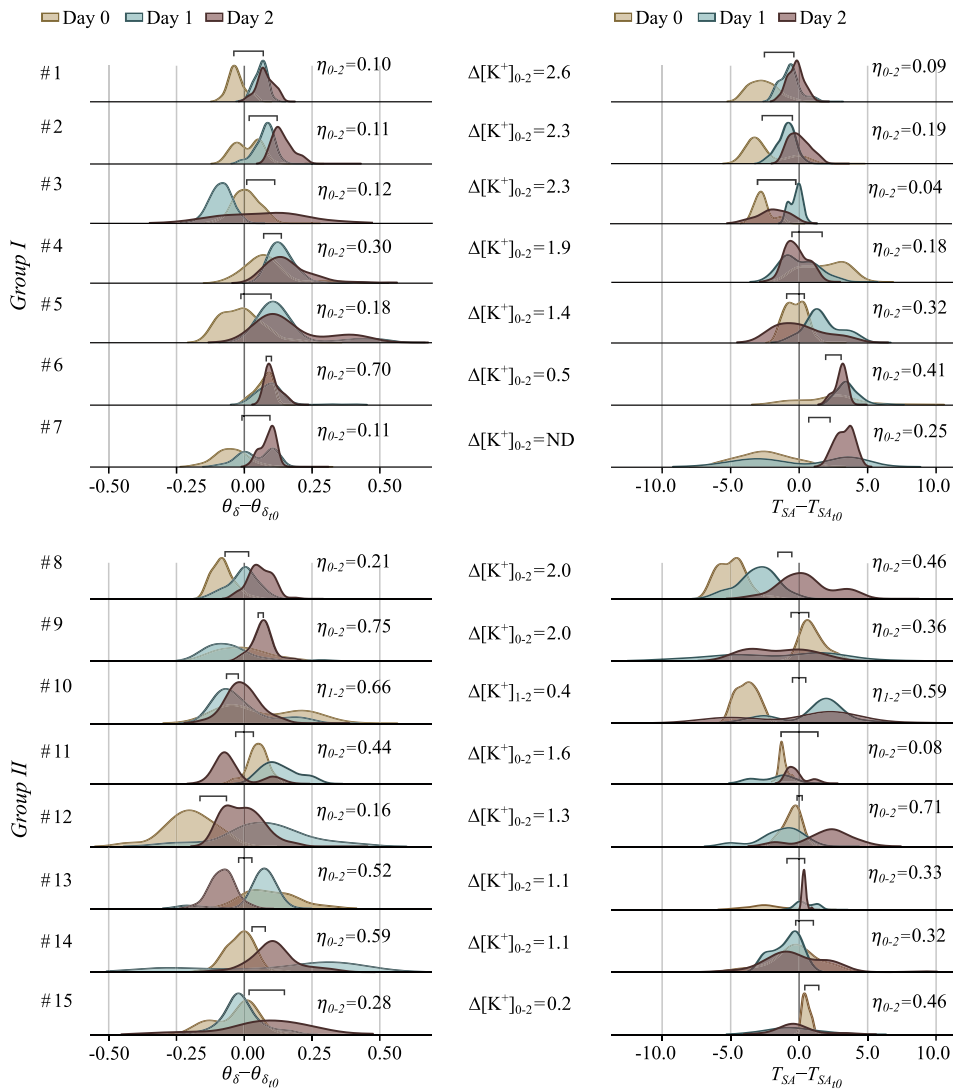 Day 0 Day 1 Day 2 Day 0 Day 1 Day 2
Group I
#1 η0-2=0.10 Δ[K+]0-2=2.6 η0-2=0.09
#2 η0-2=0.11 Δ[K+]0-2=2.3 η0-2=0.19
#3 η0-2=0.12 Δ[K+]0-2=2.3 η0-2=0.04
#4 η0-2=0.30 Δ[K+]0-2=1.9 η0-2=0.18
#5 η0-2=0.18 Δ[K+]0-2=1.4 η0-2=0.32
#6 η0-2=0.70 Δ[K+]0-2=0.5 η0-2=0.41
#7 η0-2=0.11 Δ[K+]0-2=ND η0-2=0.25
-0.50 -0.25 0.00 0.25 0.50 -10.0 -5.0 0.0 5.0 10.0
θδ−θδt0 TSA−TSAt0
Group II
#8 η0-2=0.21 Δ[K+]0-2=2.0 η0-2=0.46
#9 η0-2=0.75 Δ[K+]0-2=2.0 η0-2=0.36
#10 η1-2=0.66 Δ[K+]1-2=0.4 η1-2=0.59
#11 η0-2=0.44 Δ[K+]0-2=1.6 η0-2=0.08
#12 η0-2=0.16 Δ[K+]0-2=1.3 η0-2=0.71
#13 η0-2=0.52 Δ[K+]0-2=1.1 η0-2=0.33
#14 η0-2=0.59 Δ[K+]0-2=1.1 η0-2=0.32
#15 η0-2=0.28 Δ[K+]0-2=0.2 η0-2=0.46
-0.50 -0.25 0.00 0.25 0.50 -10.0 -5.0 0.0 5.0 10.0
θδ−θδt0 TSA−TSAt0